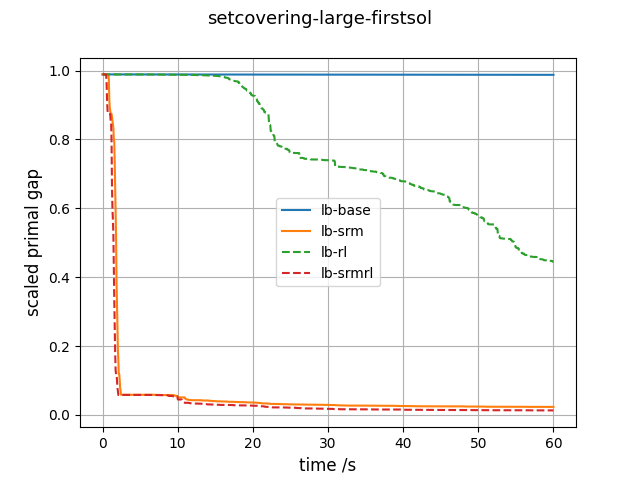 setcovering-large-firstsol
scaled primal gap
1.0
0.8
0.6
0.4
0.2
0.0
lb-base
lb-srm
lb-rl
lb-srmrl
0 10 20 30 40 50 60
time /s